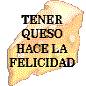 TENER
QUESO
HACE LA
FELICIDAD